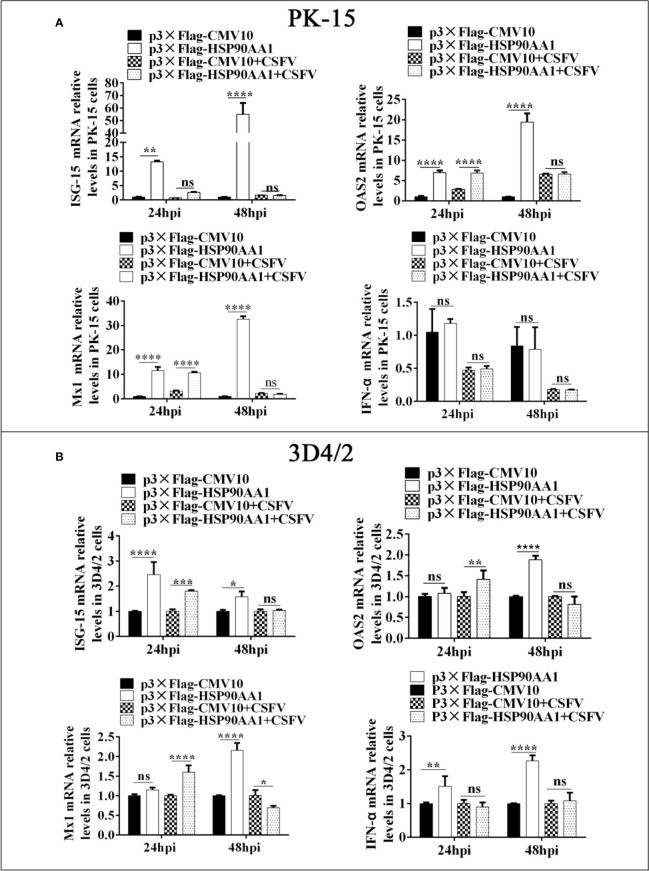 PK-15
A
p3×Flag-CMV10
p3×Flag-HSP90AA1
p3×Flag-CMV10+CSFV
p3×Flag-HSP90AA1+CSFV
ISG-15 mRNA relative
levels in PK-15 cells
70
60
50
40
30
20
15
10
5
0
**
ns
****
ns
24hpi
48hpi
p3×Flag-CMV10
p3×Flag-HSP90AA1
p3×Flag-CMV10+CSFV
p3×Flag-HSP90AA1+CSFV
OAS2 mRNA relative
levels in PK-15 cells
25
20
15
10
5
0
****
****
****
ns
24hpi
48hpi
p3×Flag-CMV10
p3×Flag-HSP90AA1
p3×Flag-CMV10+CSFV
p3×Flag-HSP90AA1+CSFV
Mx1 mRNA relative
levels in PK-15 cells
40
30
20
10
0
****
****
****
ns
24hpi
48hpi
p3×Flag-CMV10
p3×Flag-HSP90AA1
p3×Flag-CMV10+CSFV
p3×Flag-HSP90AA1+CSFV
IFN-α mRNA relative
levels in PK-15 cells
1.5
1.0
0.5
0.0
ns
ns
ns
ns
24hpi
48hpi
3D4/2
B
p3×Flag-CMV10
p3×Flag-HSP90AA1
p3×Flag-CMV10+CSFV
p3×Flag-HSP90AA1+CSFV
ISG-15 mRNA relative
levels in 3D4/2 cells
4
3
2
1
0
****
***
*
ns
24hpi
48hpi
p3×Flag-CMV10
p3×Flag-HSP90AA1
p3×Flag-CMV10+CSFV
p3×Flag-HSP90AA1+CSFV
OAS2 mRNA relative
levels in 3D4/2 cells
2.5
2.0
1.5
1.0
0.5
0.0
ns
**
****
ns
24hpi
48hpi
p3×Flag-CMV10
p3×Flag-HSP90AA1
p3×Flag-CMV10+CSFV
p3×Flag-HSP90AA1+CSFV
Mx1 mRNA relative
levels in 3D4/2 cells
2.5
2.0
1.5
1.0
0.5
0.0
ns
****
****
*
24hpi
48hpi
p3×Flag-HSP90AA1
P3×Flag-CMV10
P3×Flag-CMV10+CSFV
P3×Flag-HSP90AA1+CSFV
IFN-α mRNA relative
levels in 3D4/2 cells
3
2
1
0
**
ns
****
ns
24hpi
48hpi